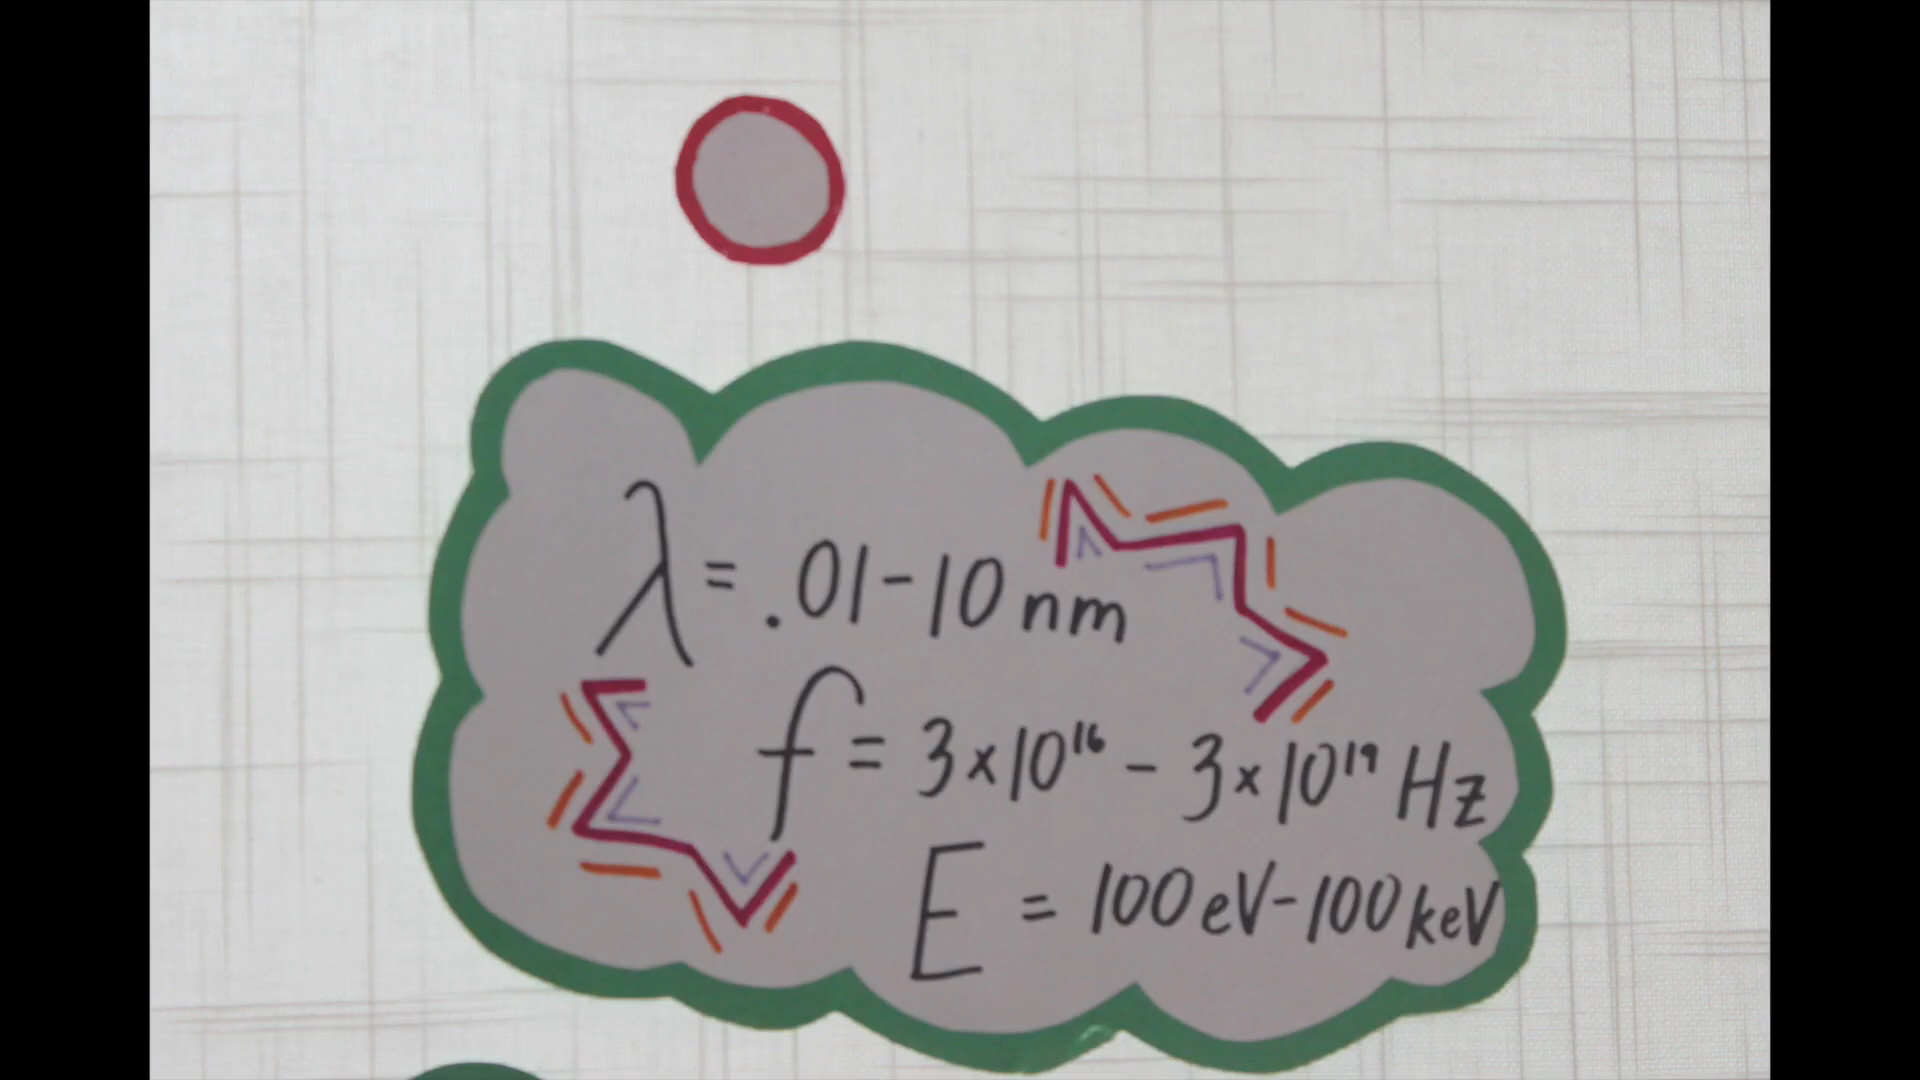 λ = .01-10 nm
f = 3×10¹⁶ - 3×10¹⁹ Hz
E = 100 eV-100 keV